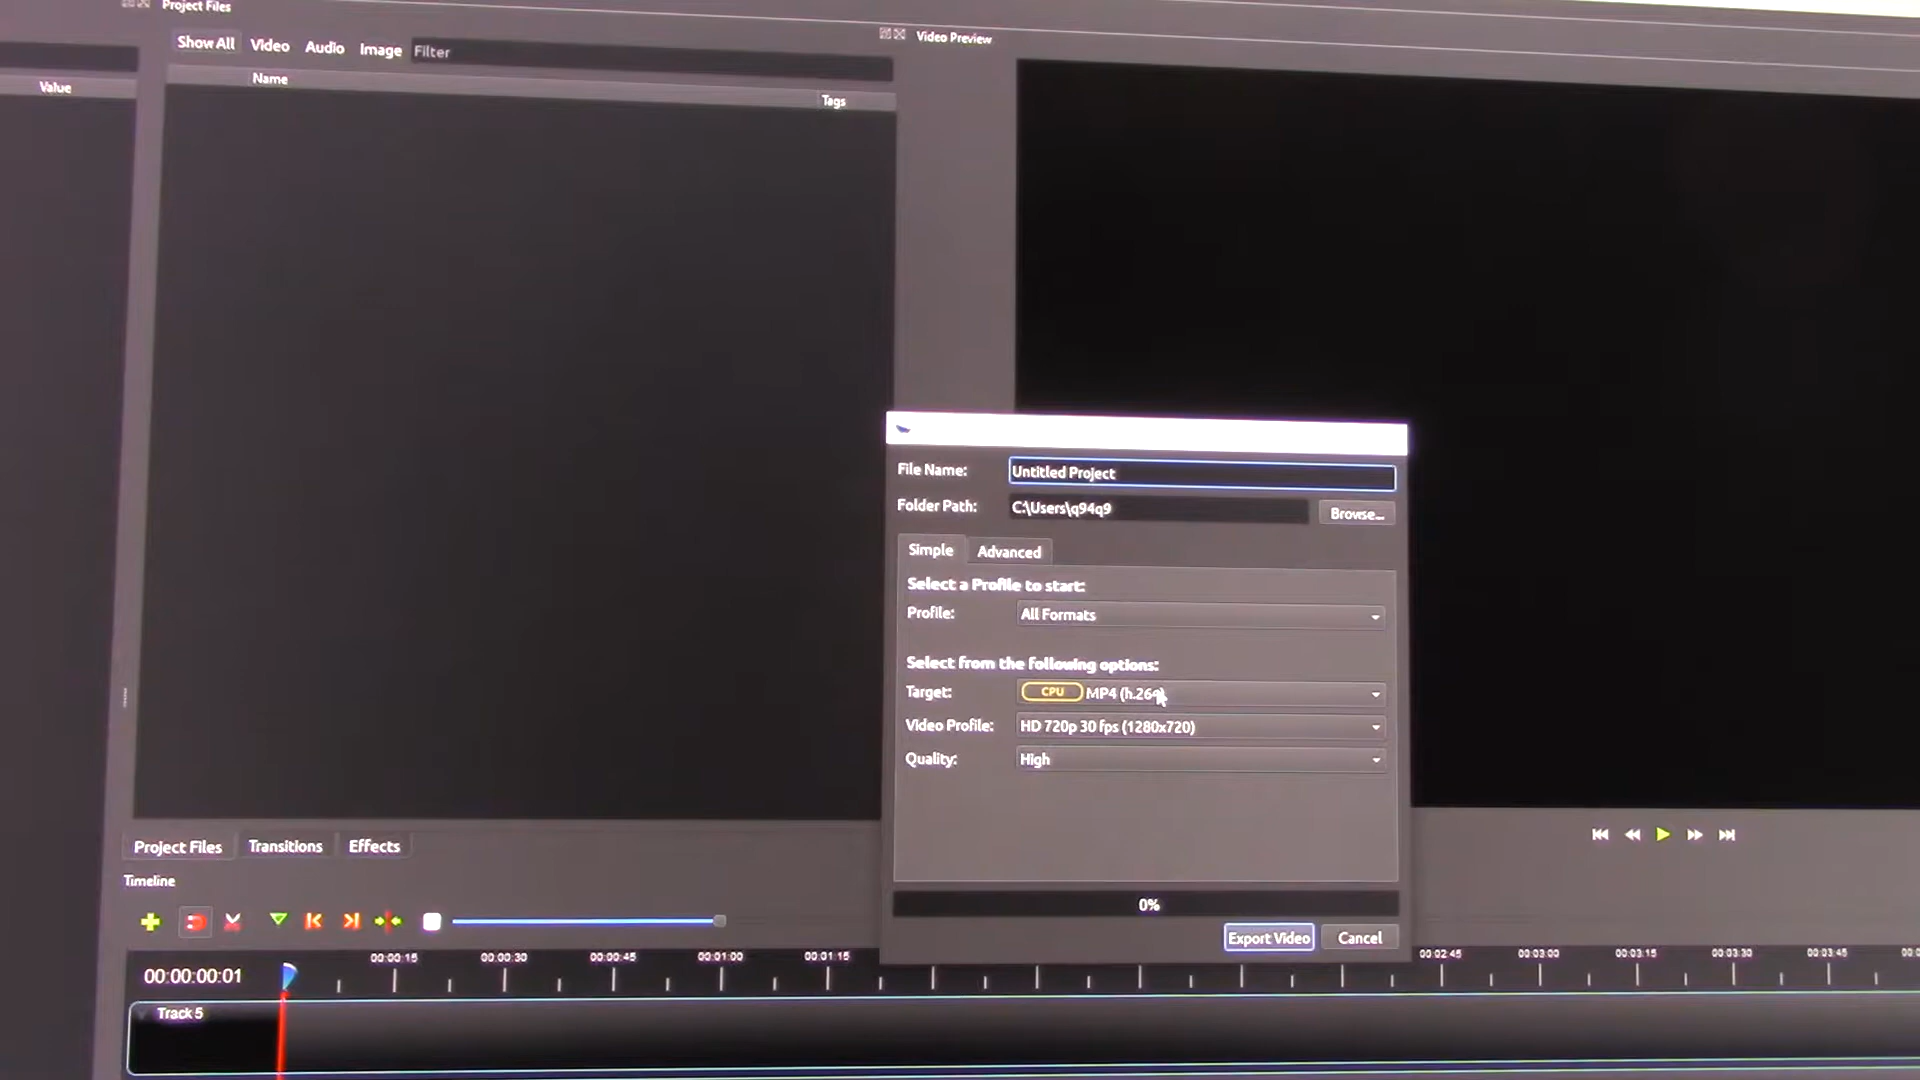 Project Files
Show All Video Audio Image Filter
Video Preview
Value
Name
Tags
File Name: Untitled Project
Folder Path: C:\Users\q94q9 Browse...
Simple Advanced
Select a Profile to start:
Profile: All Formats
Select from the following options:
Target: CPU MP4 (h.264)
Video Profile: HD 720p 30 fps (1280x720)
Quality: High
0%
Export Video Cancel
Project Files Transitions Effects
Timeline
00:00:00:01
00:00:15 00:00:30 00:00:45 00:01:00 00:01:15 00:02:45 00:03:00 00:03:15 00:03:30 00:03:45
Track 5